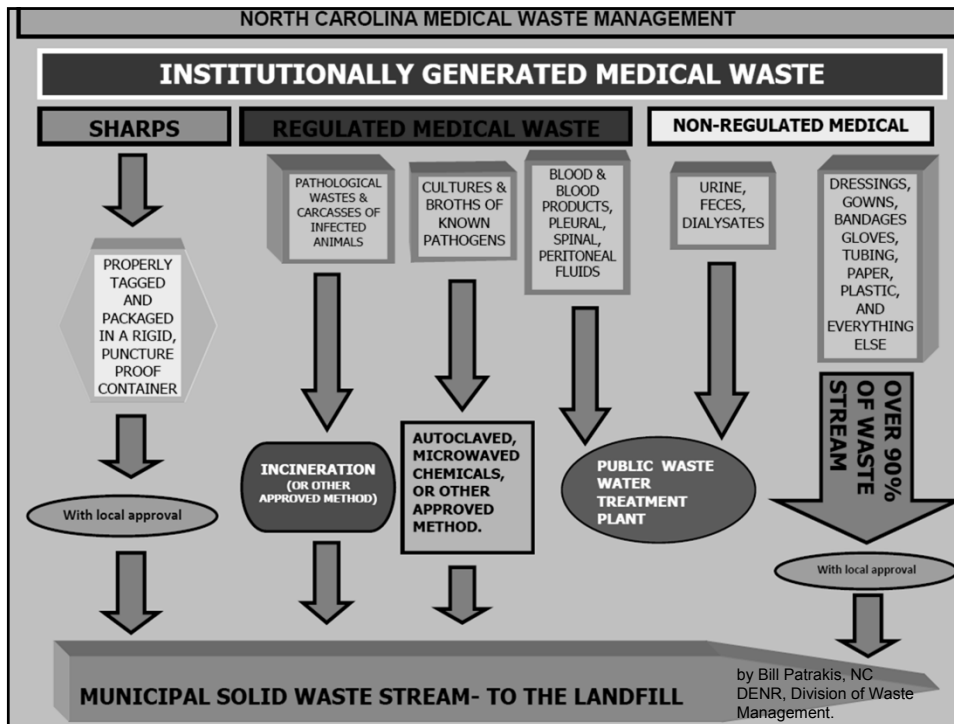 NORTH CAROLINA MEDICAL WASTE MANAGEMENT
INSTITUTIONALLY GENERATED MEDICAL WASTE
SHARPS
REGULATED MEDICAL WASTE
NON-REGULATED MEDICAL
PROPERLY
TAGGED
AND
PACKAGED
IN A RIGID,
PUNCTURE
PROOF
CONTAINER
With local approval
PATHOLOGICAL
WASTES &
CARCASSES OF
INFECTED
ANIMALS
INCINERATION
(OR OTHER
APPROVED METHOD)
CULTURES &
BROTHS OF
KNOWN
PATHOGENS
AUTOCLAVED,
MICROWAVED
CHEMICALS,
OR OTHER
APPROVED
METHOD.
BLOOD &
BLOOD
PRODUCTS,
PLEURAL,
SPINAL,
PERITONEAL
FLUIDS
URINE,
FECES,
DIALYSATES
PUBLIC WASTE
WATER
TREATMENT
PLANT
DRESSINGS,
GOWNS,
BANDAGES
GLOVES,
TUBING,
PAPER,
PLASTIC,
AND
EVERYTHING
ELSE
OVER 90%
OF WASTE
STREAM
With local approval
MUNICIPAL SOLID WASTE STREAM- TO THE LANDFILL
by Bill Patrakis, NC
DENR, Division of Waste
Management.